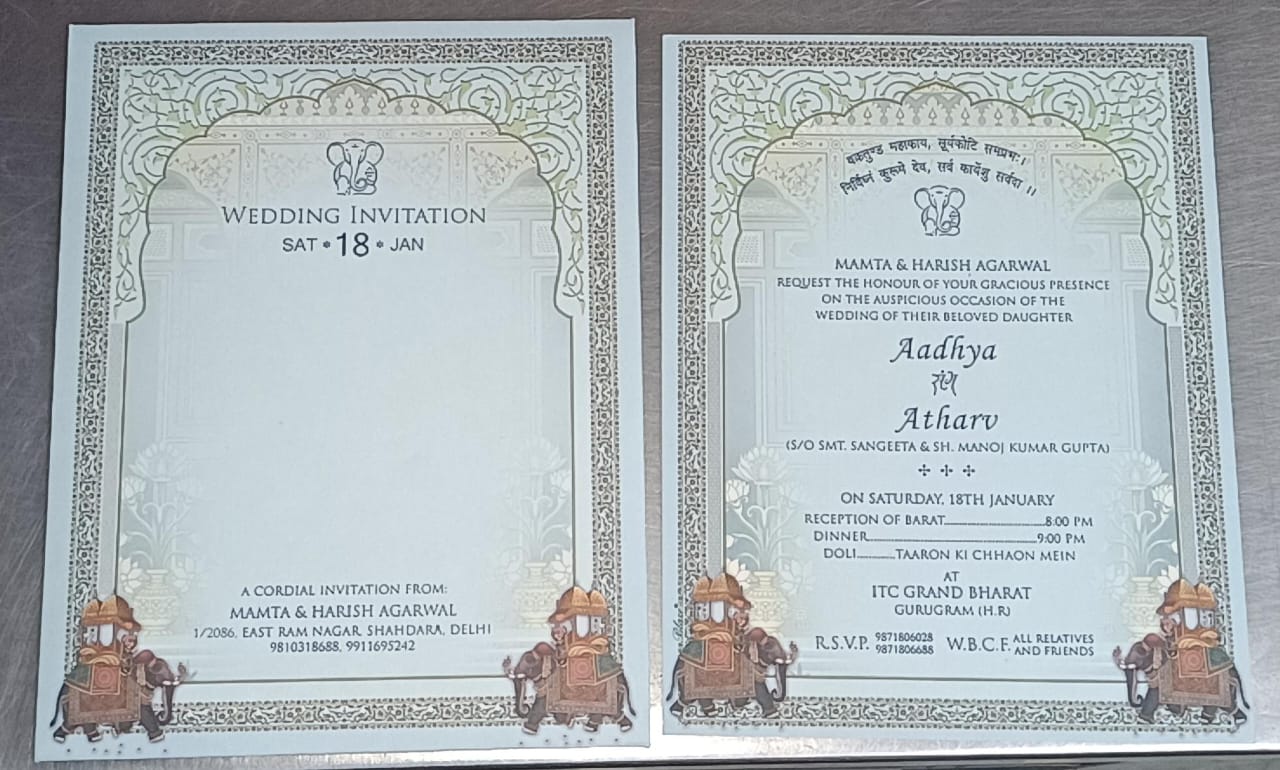 WEDDING INVITATION
SAT * 18 * JAN
A CORDIAL INVITATION FROM:
MAMTA & HARISH AGARWAL
1/2086, EAST RAM NAGAR, SHAHDARA, DELHI
9810318688, 9911695242
वक्रतुण्ड महाकाय, सूर्यकोटि समप्रभः।
निर्विघ्नं कुरूमे देव, सर्व कार्येशु सर्वदा ।।
MAMTA & HARISH AGARWAL
REQUEST THE HONOUR OF YOUR GRACIOUS PRESENCE
ON THE AUSPICIOUS OCCASION OF THE
WEDDING OF THEIR BELOVED DAUGHTER
Aadhya
संग
Atharv
(S/O SMT. SANGEETA & SH. MANOJ KUMAR GUPTA)
ON SATURDAY, 18TH JANUARY
RECEPTION OF BARAT....................8:00 PM
DINNER....................9:00 PM
DOLI..........TAARON KI CHHAON MEIN
AT
ITC GRAND BHARAT
GURUGRAM (H.R)
R.S.V.P. 9871806028
9871806688
W.B.C.F. ALL RELATIVES
AND FRIENDS